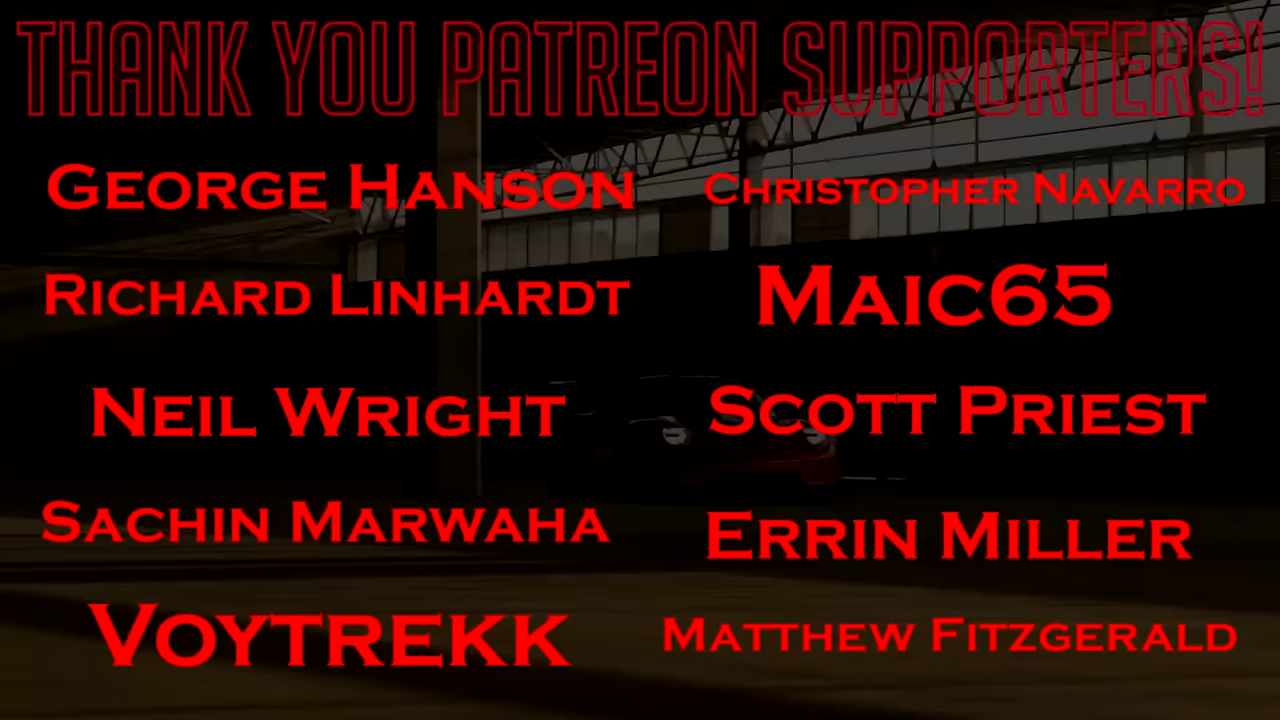 THANK YOU PATREON SUPPORTERS!
GEORGE HANSON
CHRISTOPHER NAVARRO
RICHARD LINHARDT
MAIC65
NEIL WRIGHT
SCOTT PRIEST
SACHIN MARWAHA
ERRIN MILLER
VOYTREKK
MATTHEW FITZGERALD